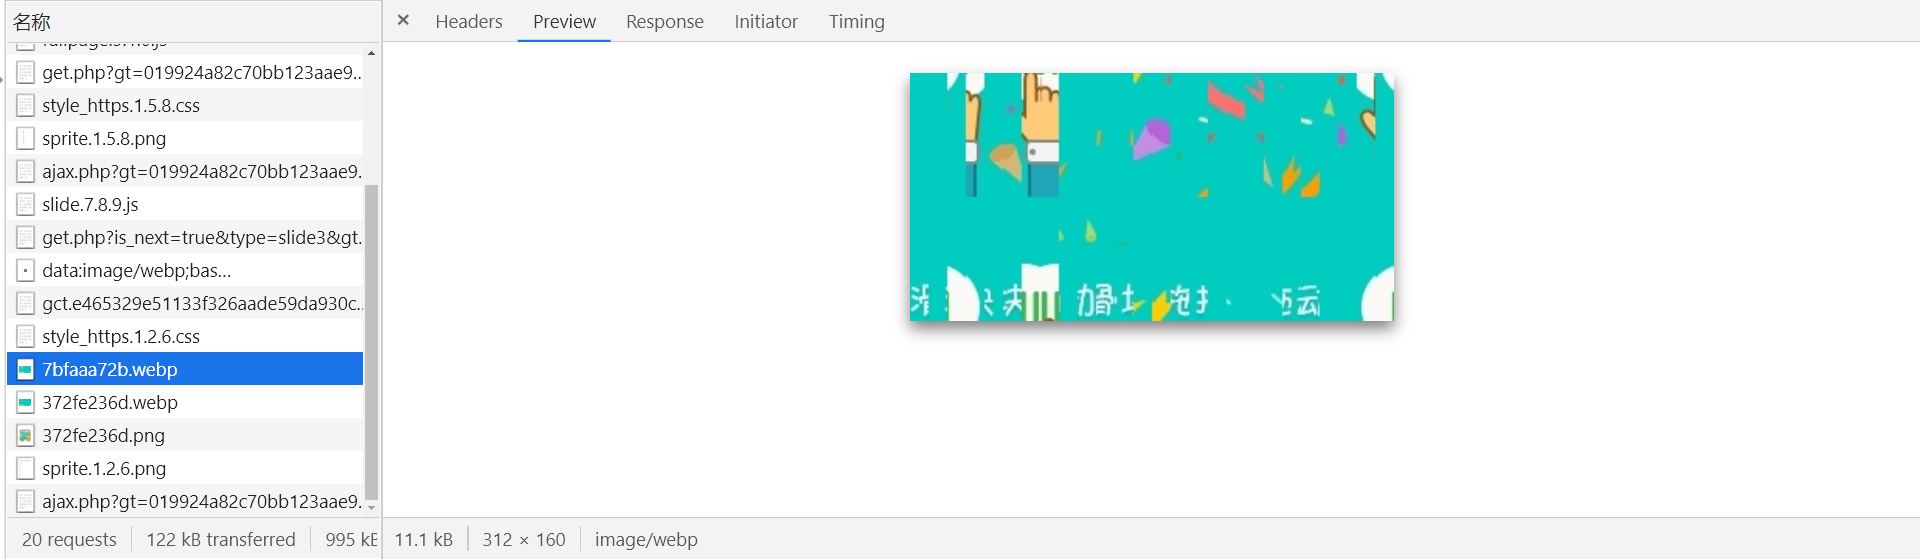 名称
× Headers Preview Response Initiator Timing
get.php?gt=019924a82c70bb123aae9...
style_https.1.5.8.css
sprite.1.5.8.png
ajax.php?gt=019924a82c70bb123aae9.
slide.7.8.9.js
get.php?is_next=true&type=slide3&gt.
data:image/webp;bas...
gct.e465329e51133f326aade59da930c...
style_https.1.2.6.css
7bfaaa72b.webp
372fe236d.webp
372fe236d.png
sprite.1.2.6.png
ajax.php?gt=019924a82c70bb123aae9.
20 requests 122 kB transferred 995 kE 11.1 kB 312 × 160 image/webp